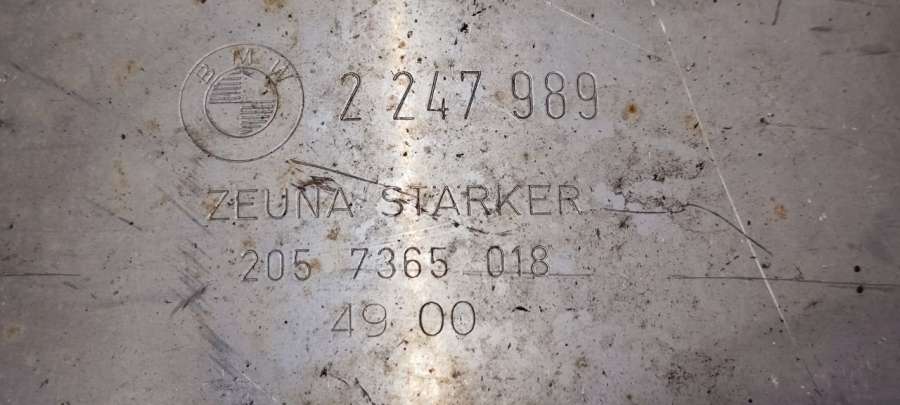 BMW 2 247 989
ZEUNA STARKER
205 7365 018
49 00